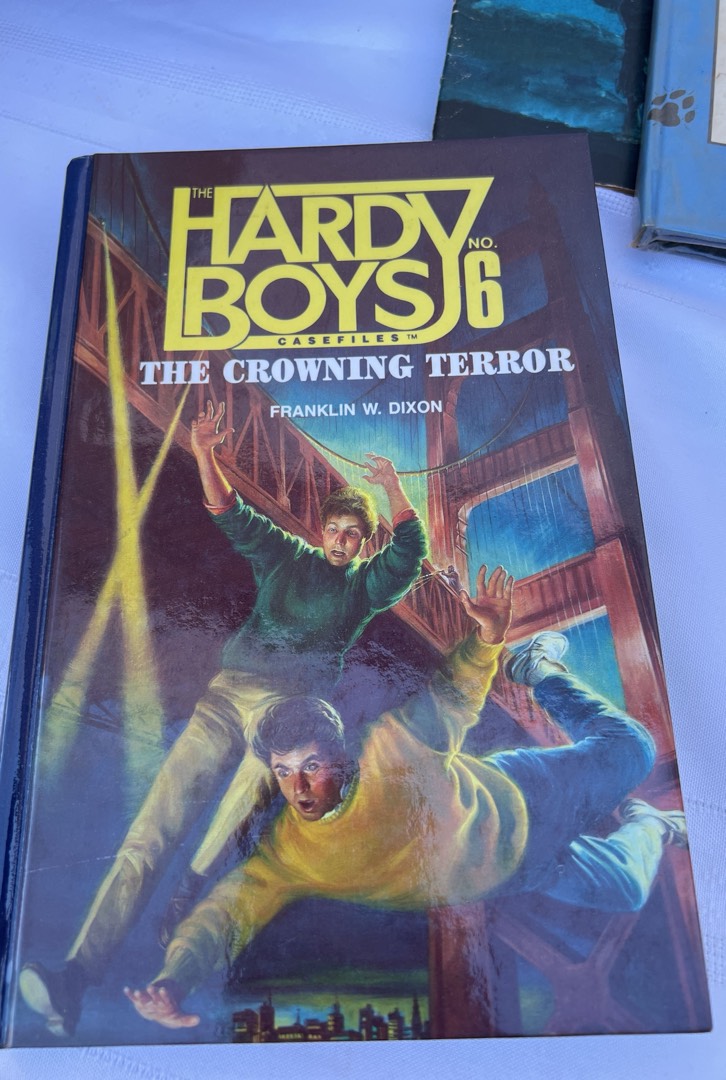 THE
HARDY
BOYS
NO. 6
CASEFILES™
THE CROWNING TERROR
FRANKLIN W. DIXON